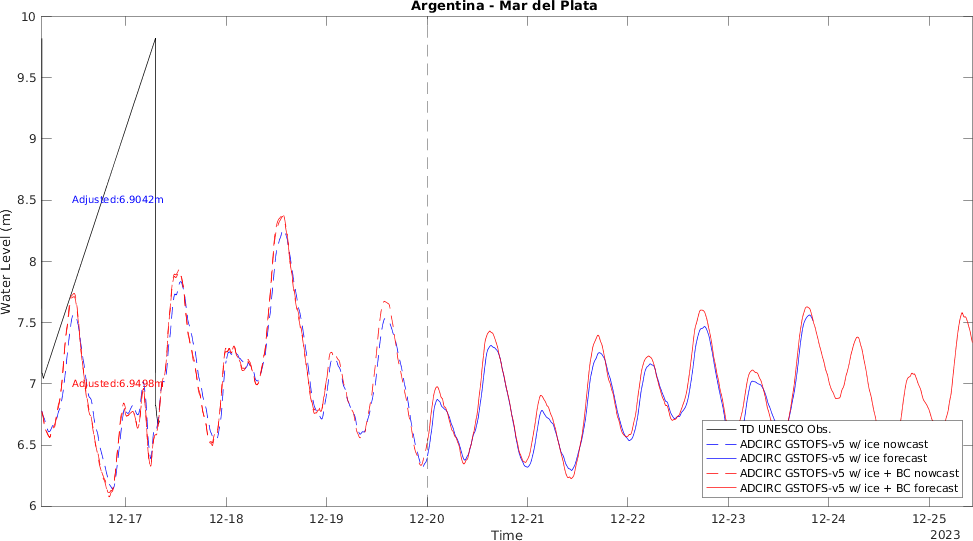 Argentina - Mar del Plata
10
9.5
9
8.5
8
7.5
7
6.5
6
Water Level (m)
Adjusted:6.9042m
Adjusted:6.9498m
TD UNESCO Obs.
ADCIRC GSTOFS-v5 w/ ice nowcast
ADCIRC GSTOFS-v5 w/ ice forecast
ADCIRC GSTOFS-v5 w/ ice + BC nowcast
ADCIRC GSTOFS-v5 w/ ice + BC forecast
12-17 12-18 12-19 12-20 12-21 12-22 12-23 12-24 12-25
Time
2023